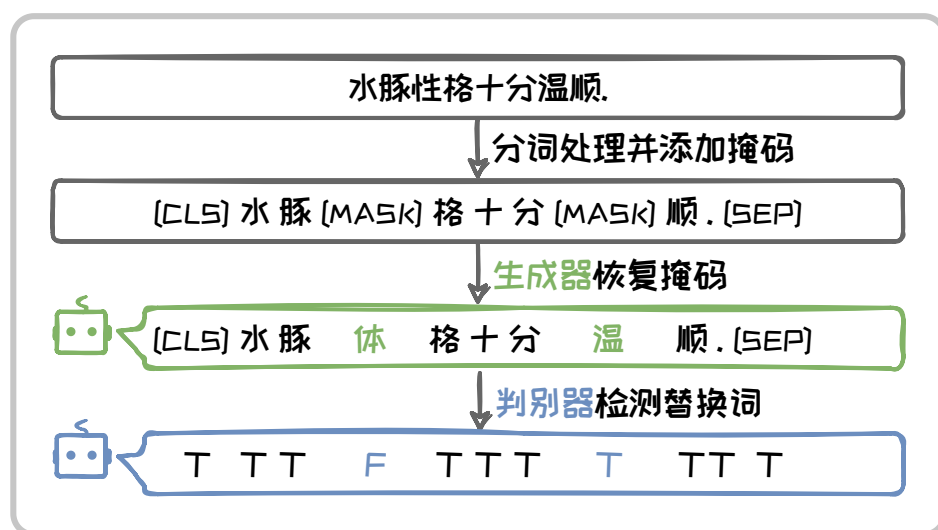 水豚性格十分温顺.
分词处理并添加掩码
[CLS] 水 豚 [MASK] 格 十 分 [MASK] 顺 . [SEP]
生成器恢复掩码
[CLS] 水 豚 体 格 十 分 温 顺 . [SEP]
判别器检测替换词
T T T F T T T T T T T